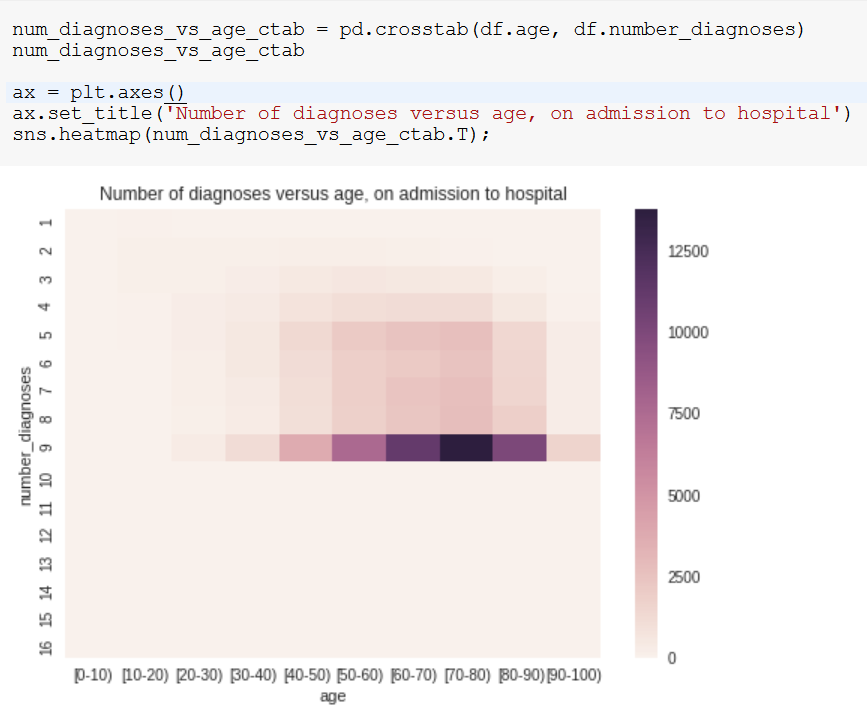 num_diagnoses_vs_age_ctab = pd.crosstab(df.age, df.number_diagnoses)
num_diagnoses_vs_age_ctab
ax = plt.axes()
ax.set_title('Number of diagnoses versus age, on admission to hospital')
sns.heatmap(num_diagnoses_vs_age_ctab.T);
Number of diagnoses versus age, on admission to hospital
number_diagnoses
1
2
3
4
5
6
7
8
9
10
11
12
13
14
15
16
[0-10) [10-20) [20-30) [30-40) [40-50) [50-60) [60-70) [70-80) [80-90) [90-100)
age
12500
10000
7500
5000
2500
0